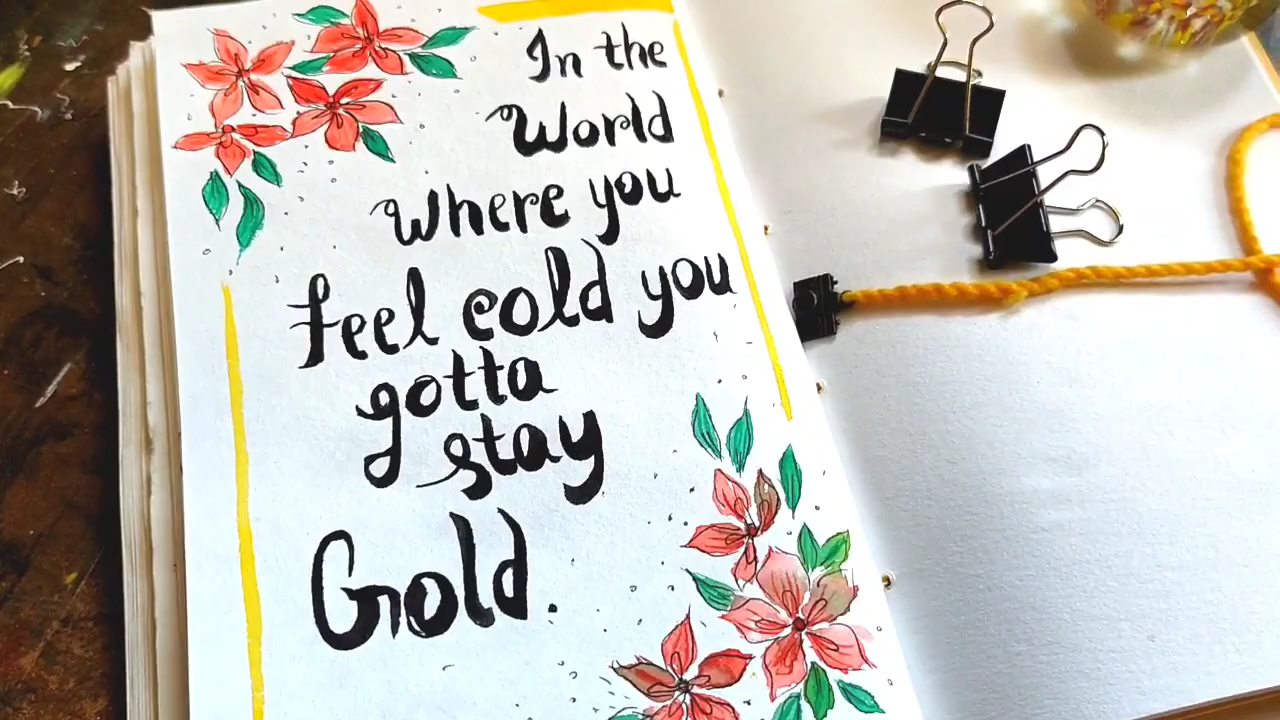 In the
World
where you
feel cold you
gotta
stay
Gold.